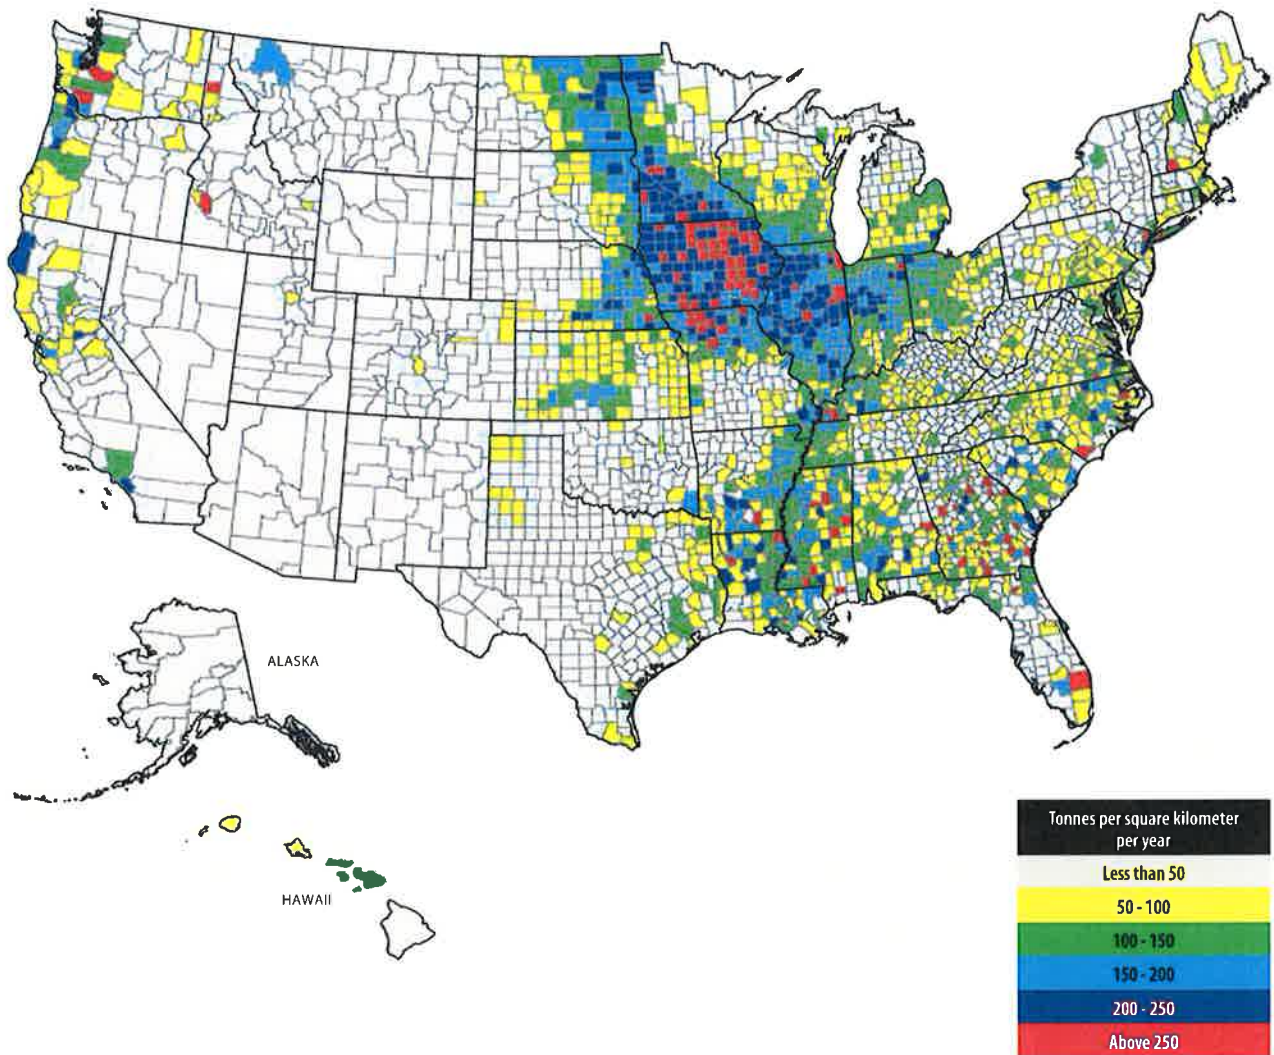 ALASKA
HAWAII
Tonnes per square kilometer
per year
Less than 50
50 - 100
100 - 150
150 - 200
200 - 250
Above 250